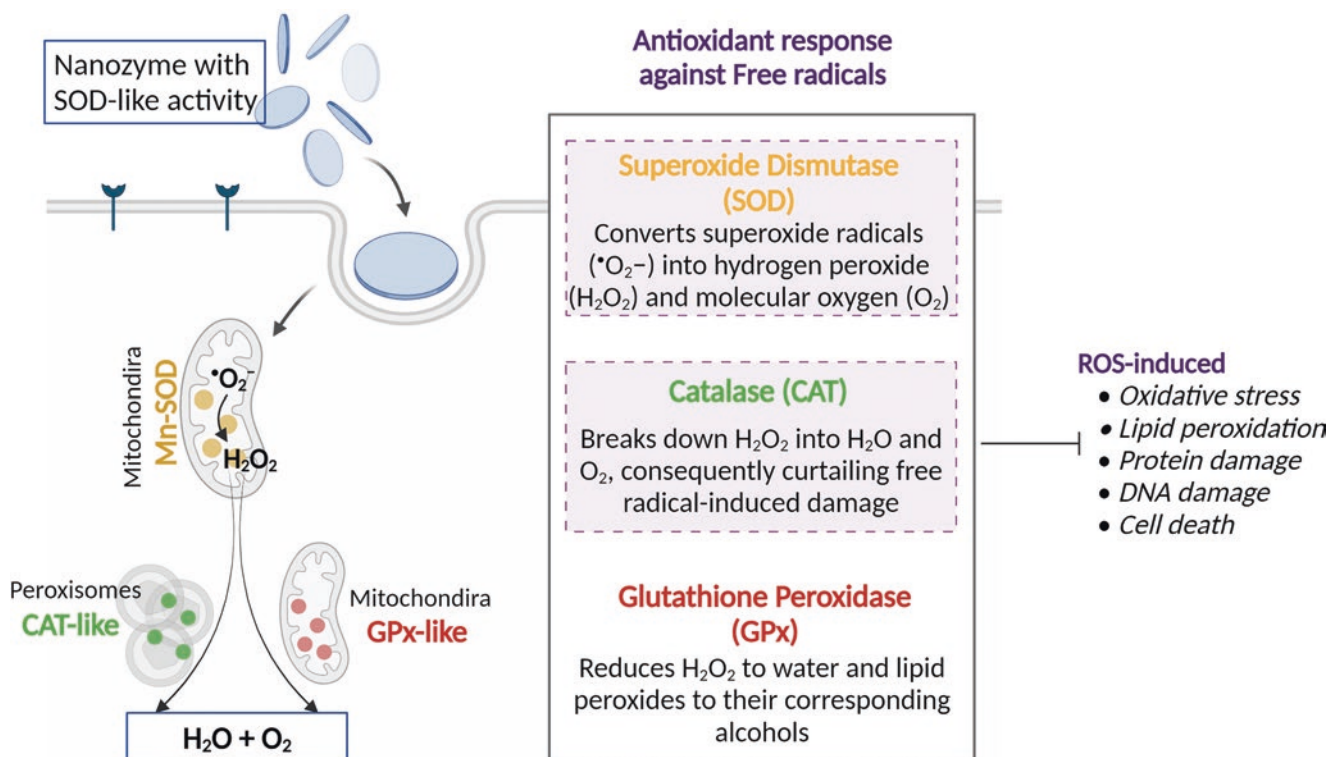 Nanozyme with
SOD-like activity
Antioxidant response
against Free radicals
Superoxide Dismutase
(SOD)
Converts superoxide radicals
(•O₂−) into hydrogen peroxide
(H₂O₂) and molecular oxygen (O₂)
Catalase (CAT)
Breaks down H₂O₂ into H₂O and
O₂, consequently curtailing free
radical-induced damage
Glutathione Peroxidase
(GPx)
Reduces H₂O₂ to water and lipid
peroxides to their corresponding
alcohols
ROS-induced
• Oxidative stress
• Lipid peroxidation
• Protein damage
• DNA damage
• Cell death
Mitochondira
Mn-SOD
•O₂⁻
H₂O₂
Peroxisomes
CAT-like
Mitochondira
GPx-like
H₂O + O₂